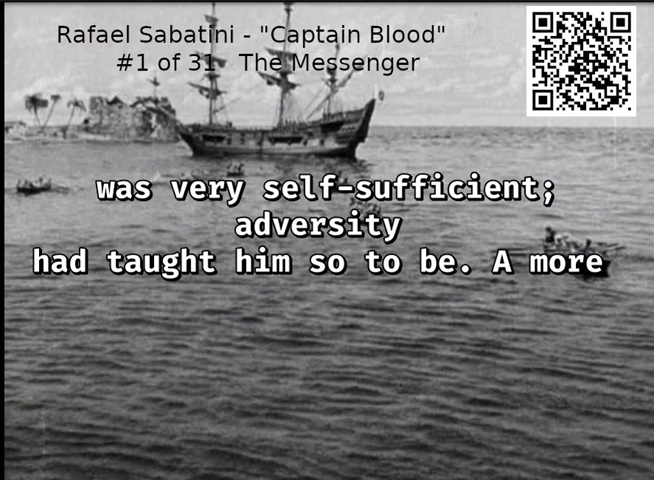 Rafael Sabatini - "Captain Blood"
#1 of 31 The Messenger
was very self-sufficient;
adversity
had taught him so to be. A more